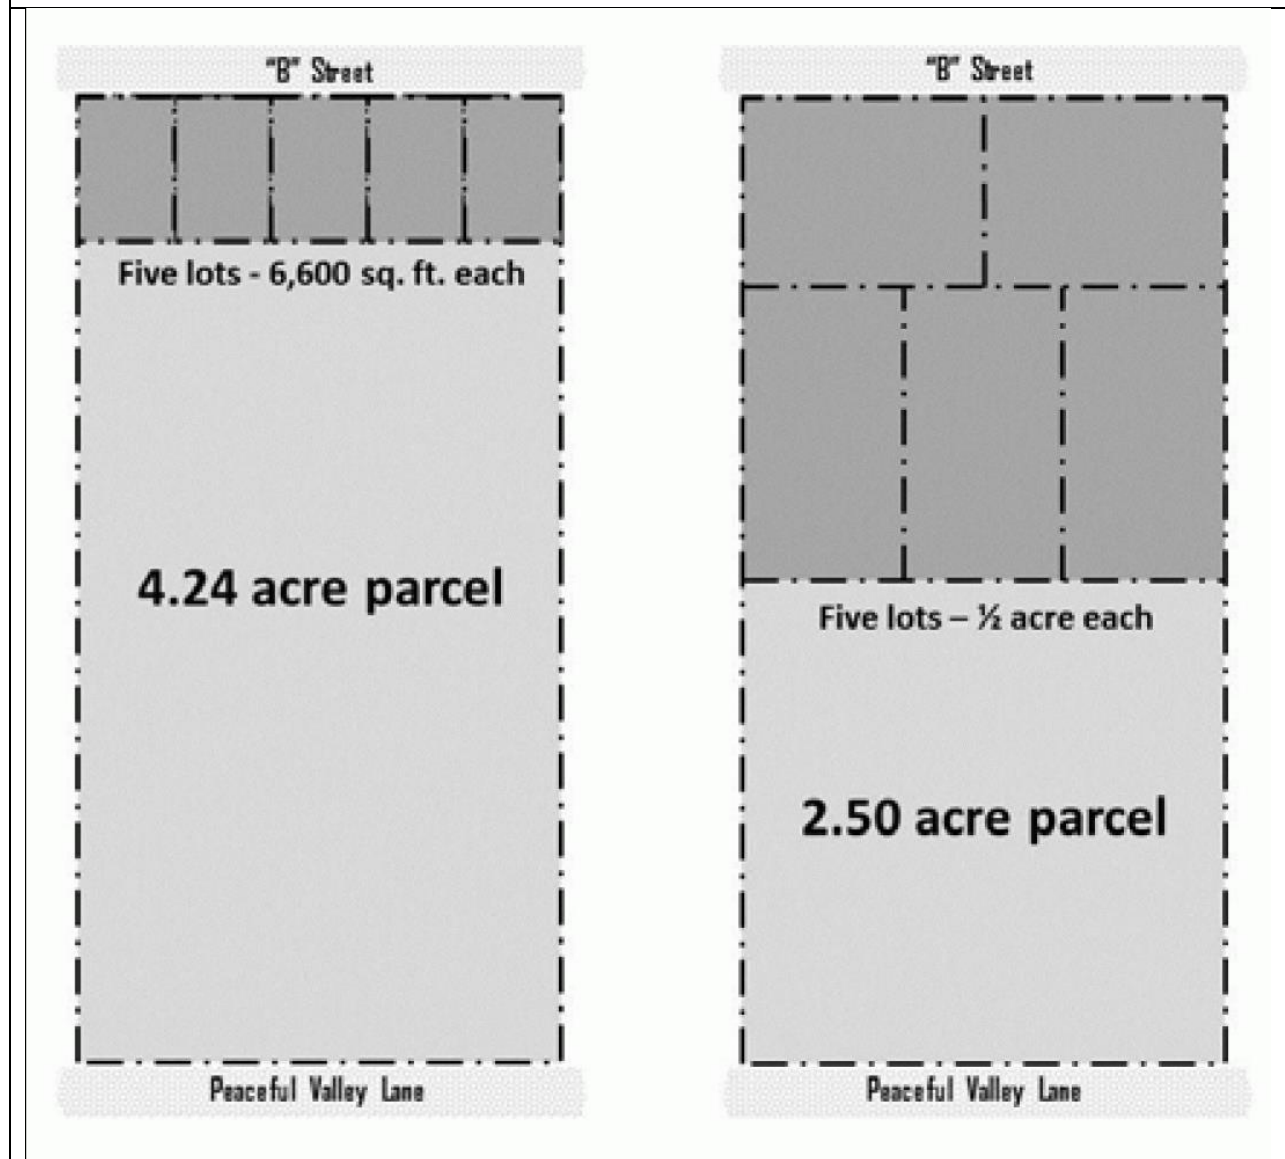 "B" Street
Five lots - 6,600 sq. ft. each
4.24 acre parcel
Peaceful Valley Lane
"B" Street
Five lots – ½ acre each
2.50 acre parcel
Peaceful Valley Lane